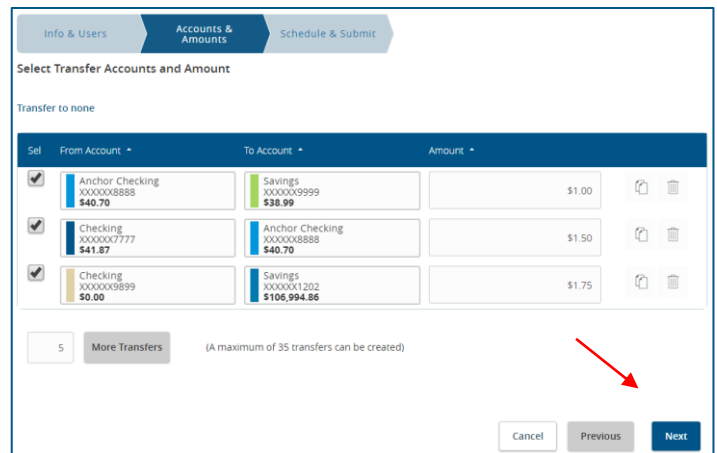 Info & Users
Accounts & Amounts
Schedule & Submit
Select Transfer Accounts and Amount
Transfer to none
Sel From Account To Account Amount
Anchor Checking Savings
XXXXXX8888 XXXXXX9999 $1.00
$40.70 $38.99
Checking Anchor Checking
XXXXXX7777 XXXXXX8888 $1.50
$41.87 $40.70
Checking Savings
XXXXXX9899 XXXXXX1202 $1.75
$0.00 $106,994.86
5 More Transfers (A maximum of 35 transfers can be created)
Cancel Previous Next